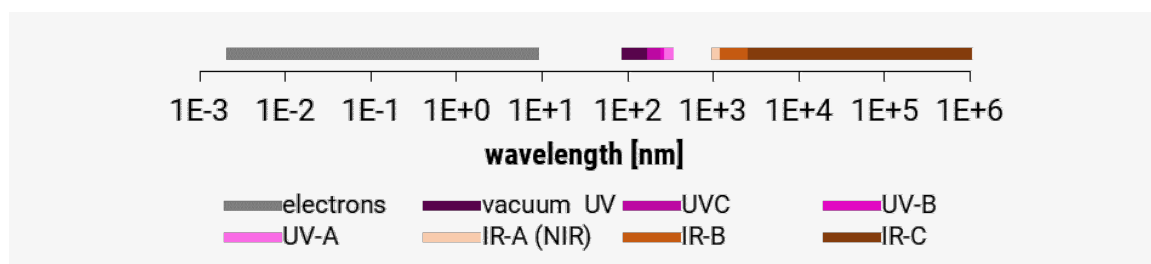 1E-3 1E-2 1E-1 1E+0 1E+1 1E+2 1E+3 1E+4 1E+5 1E+6
wavelength [nm]
electrons vacuum UV UVC UV-B
UV-A IR-A (NIR) IR-B IR-C